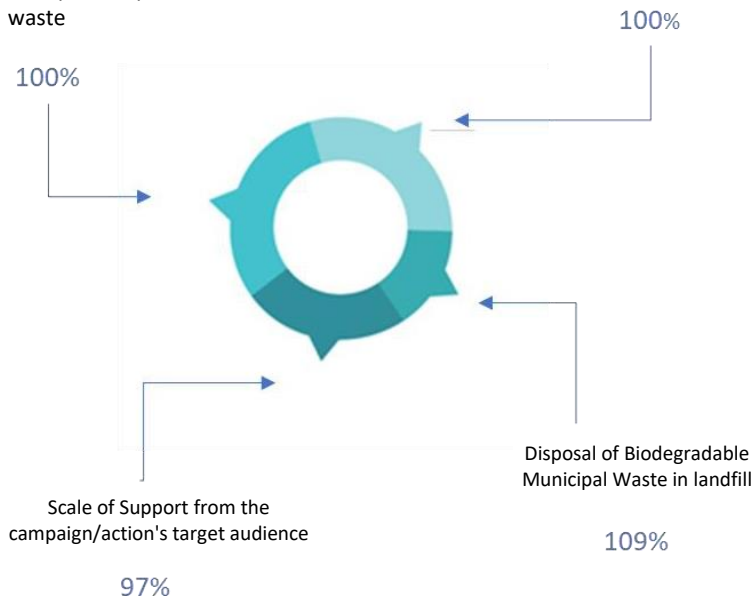 waste
100%
100%
Disposal of Biodegradable
Municipal Waste in landfill
109%
Scale of Support from the
campaign/action's target audience
97%